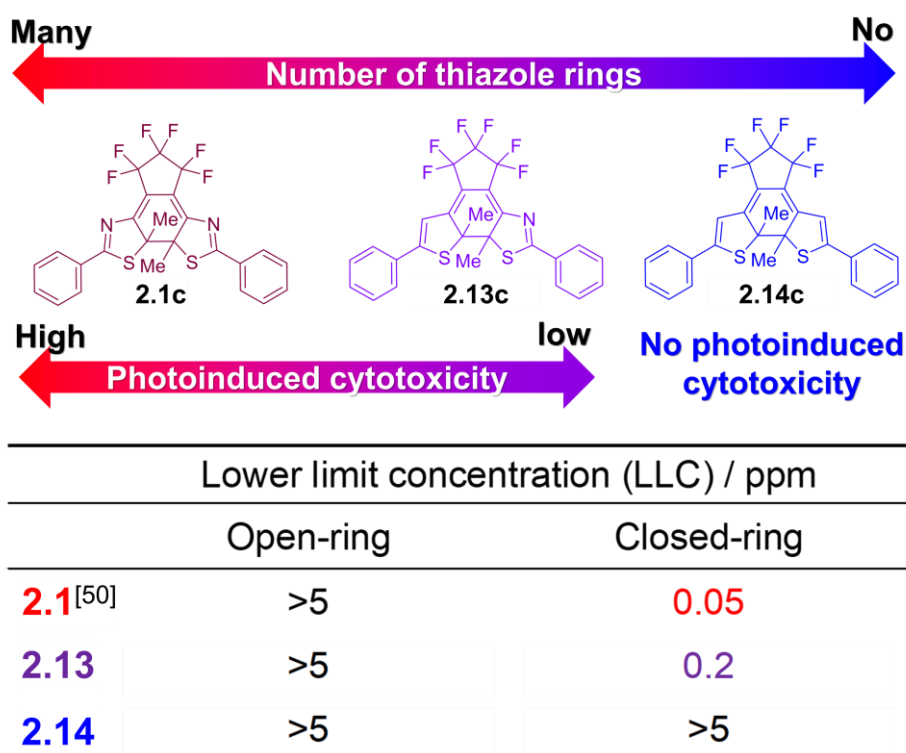 Many No
Number of thiazole rings
F F F F F F N N Me Me S S
F F F F F F N Me Me S S
F F F F F F Me Me S S
2.1c 2.13c 2.14c
High low No photoinduced
Photoinduced cytotoxicity cytotoxicity
Lower limit concentration (LLC) / ppm
Open-ring Closed-ring
2.1[50] >5 0.05
2.13 >5 0.2
2.14 >5 >5